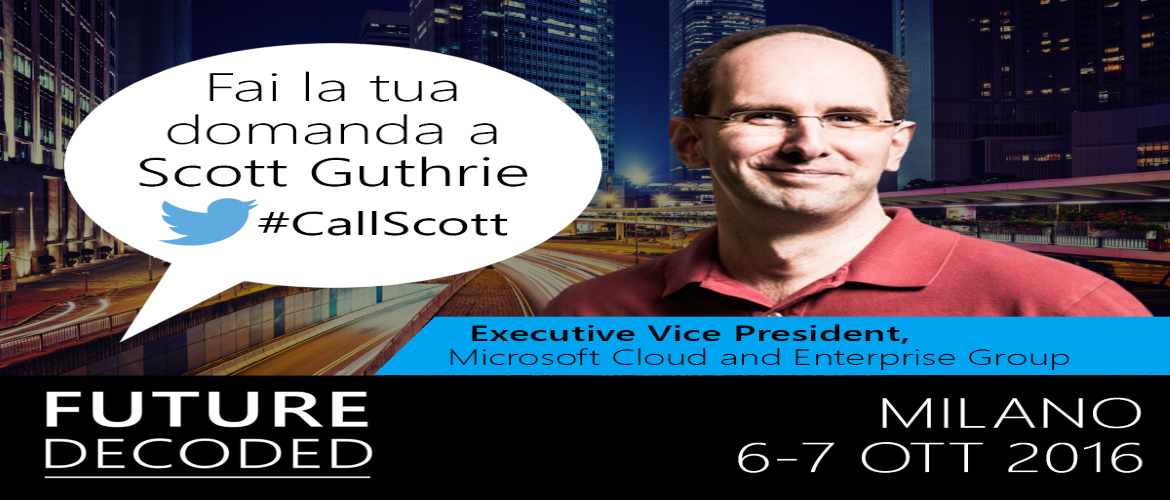 Fai la tua
domanda a
Scott Guthrie
#CallScott
Executive Vice President,
Microsoft Cloud and Enterprise Group
FUTURE
DECODED
MILANO
6-7 OTT 2016